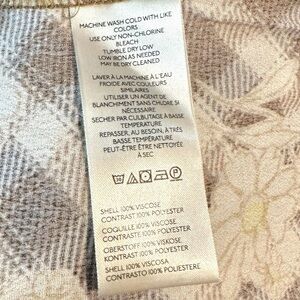 MACHINE WASH COLD WITH LIKE
COLORS
USE ONLY NON-CHLORINE
BLEACH
TUMBLE DRY LOW
LOW IRON AS NEEDED
MAY BE DRY CLEANED
LAVER À LA MACHINE À L'EAU
FROIDE AVEC COULEURS
SIMILAIRES
UTILISER UN AGENT DE
BLANCHIMENT SANS CHLORE SI
NÉCESSAIRE
SECHER PAR CULBUTAGE À BASSE
TEMPERATURE
REPASSER, AU BESOIN, À TRÈS
BASSE TEMPÉRATURE
PEUT-ÊTRE ÊTRE NETTOYÉE
À SEC
SHELL 100% VISCOSE
CONTRAST 100% POLYESTER
COQUILLE 100% VISCOSE
CONTRASTE 100% POLYESTER
OBERSTOFF 100% VISKOSE
KONTRAST 100% POLYESTER
SHELL 100% VISCOSA
CONTRASTO 100% POLIESTERE